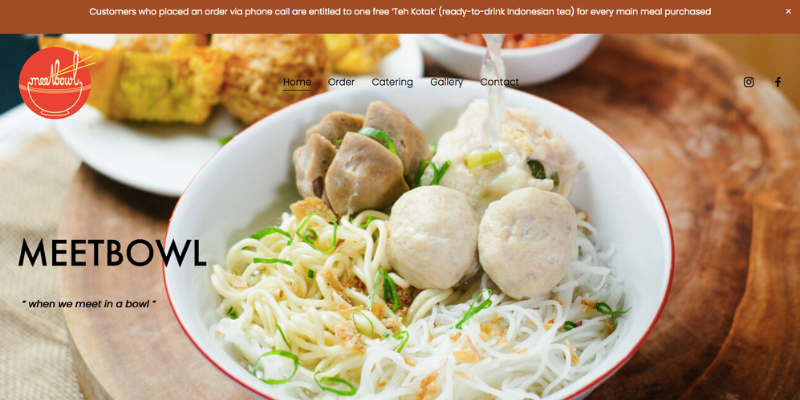 Customers who placed an order via phone call are entitled to one free 'Teh Kotak' (ready-to-drink Indonesian tea) for every main meal purchased ×
meetbowl
Home Order Catering Gallery Contact
MEETBOWL
" when we meet in a bowl "